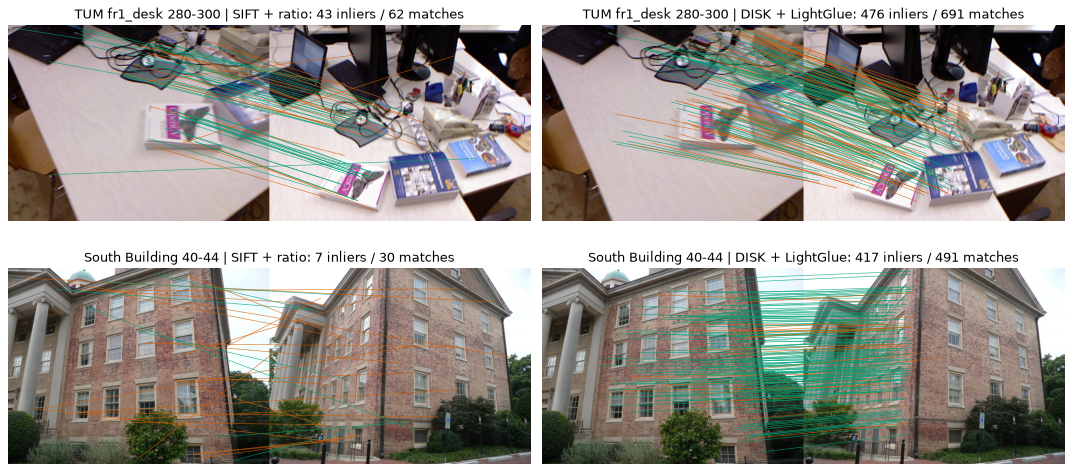 TUM fr1_desk 280-300 | SIFT + ratio: 43 inliers / 62 matches
TUM fr1_desk 280-300 | DISK + LightGlue: 476 inliers / 691 matches
South Building 40-44 | SIFT + ratio: 7 inliers / 30 matches
South Building 40-44 | DISK + LightGlue: 417 inliers / 491 matches